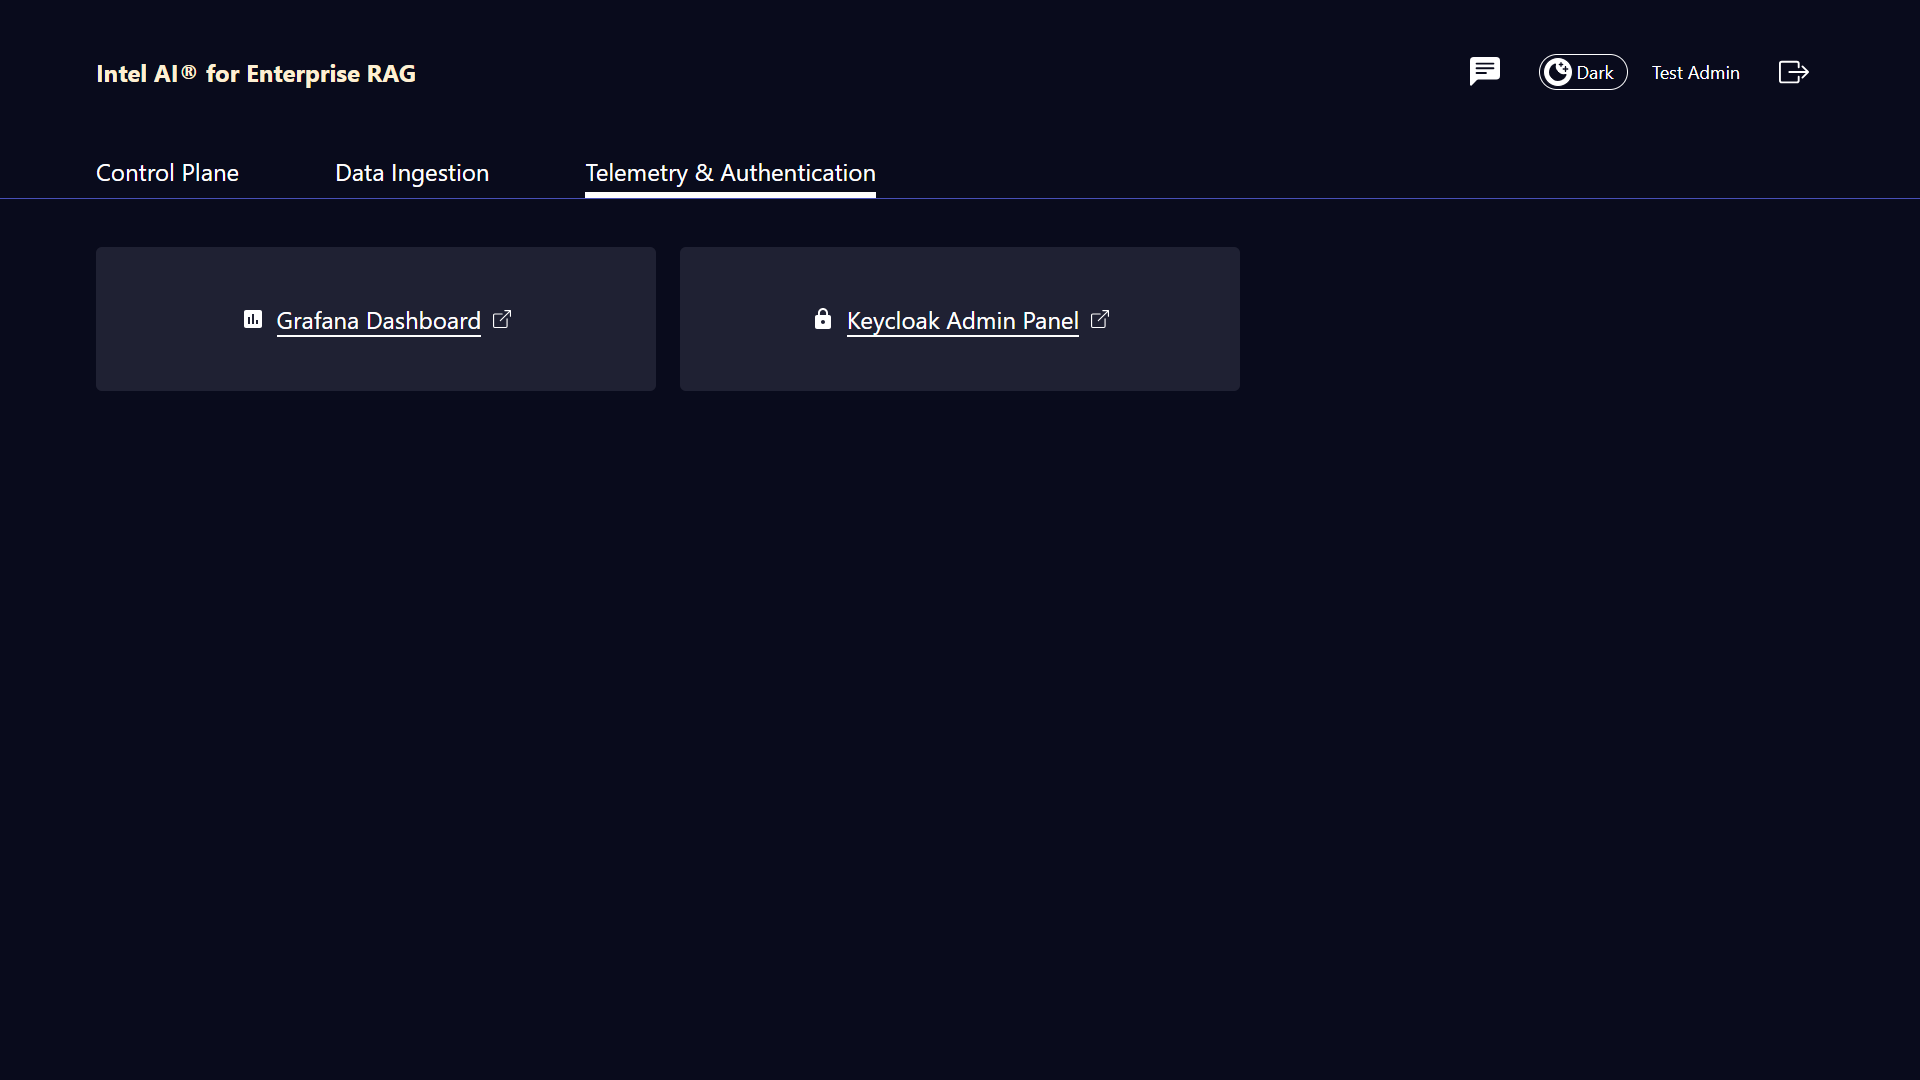 Intel AI® for Enterprise RAG
Dark
Test Admin
Control Plane
Data Ingestion
Telemetry & Authentication
Grafana Dashboard
Keycloak Admin Panel